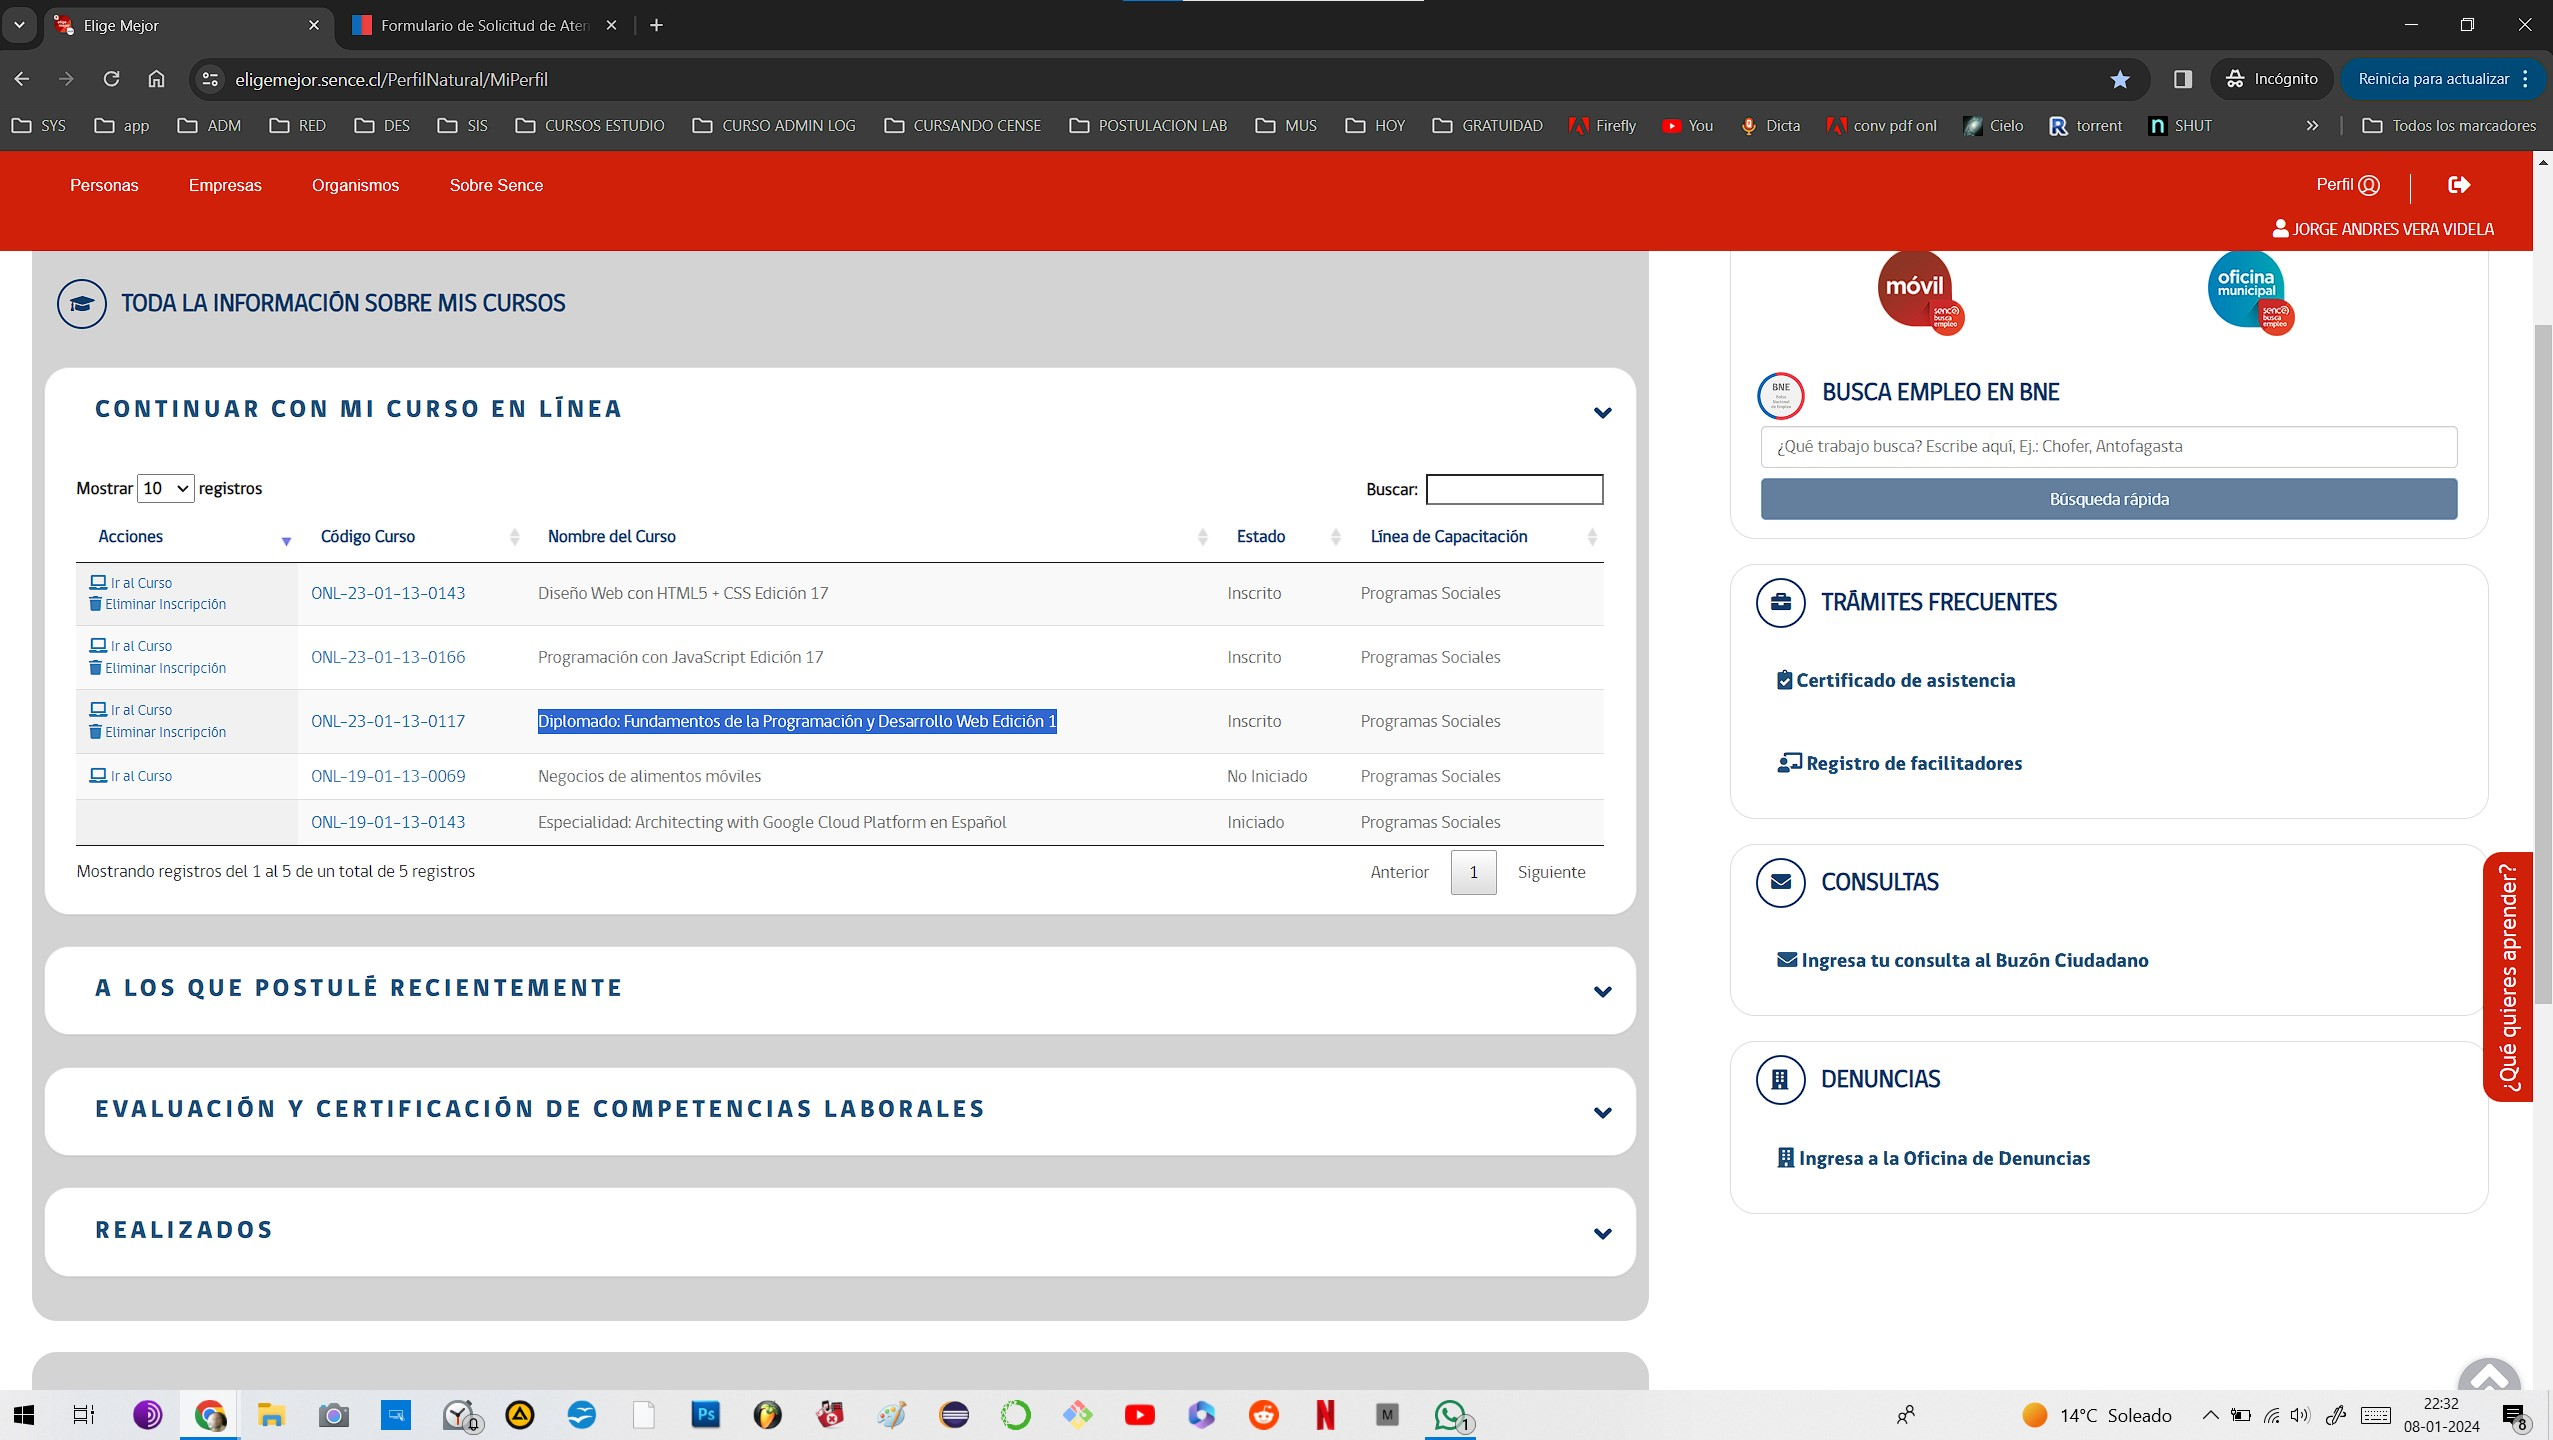 Elige Mejor
Formulario de Solicitud de Aten
eligemejor.sence.cl/PerfilNatural/MiPerfil
Incógnito
Reinicia para actualizar
SYS app ADM RED DES SIS CURSOS ESTUDIO CURSO ADMIN LOG CURSANDO CENSE POSTULACION LAB MUS HOY GRATUIDAD Firefly You Dicta conv pdf onl Cielo torrent SHUT » Todos los marcadores
Personas Empresas Organismos Sobre Sence
Perfil
JORGE ANDRES VERA VIDELA
TODA LA INFORMACIÓN SOBRE MIS CURSOS
CONTINUAR CON MI CURSO EN LÍNEA
Mostrar 10 registros
Buscar:
Acciones Código Curso Nombre del Curso Estado Línea de Capacitación
Ir al Curso
Eliminar Inscripción
ONL-23-01-13-0143 Diseño Web con HTML5 + CSS Edición 17 Inscrito Programas Sociales
Ir al Curso
Eliminar Inscripción
ONL-23-01-13-0166 Programación con JavaScript Edición 17 Inscrito Programas Sociales
Ir al Curso
Eliminar Inscripción
ONL-23-01-13-0117 Diplomado: Fundamentos de la Programación y Desarrollo Web Edición 1 Inscrito Programas Sociales
Ir al Curso ONL-19-01-13-0069 Negocios de alimentos móviles No Iniciado Programas Sociales
ONL-19-01-13-0143 Especialidad: Architecting with Google Cloud Platform en Español Iniciado Programas Sociales
Mostrando registros del 1 al 5 de un total de 5 registros
Anterior 1 Siguiente
A LOS QUE POSTULÉ RECIENTEMENTE
EVALUACIÓN Y CERTIFICACIÓN DE COMPETENCIAS LABORALES
REALIZADOS
móvil
sence
busca
empleo
oficina
municipal
sence
busca
empleo
BNE
BUSCA EMPLEO EN BNE
¿Qué trabajo busca? Escribe aquí, Ej.: Chofer, Antofagasta
Búsqueda rápida
TRÁMITES FRECUENTES
Certificado de asistencia
Registro de facilitadores
CONSULTAS
Ingresa tu consulta al Buzón Ciudadano
DENUNCIAS
Ingresa a la Oficina de Denuncias
¿Qué quieres aprender?
Ps
N
M
1
14°C Soleado
22:32
08-01-2024
8